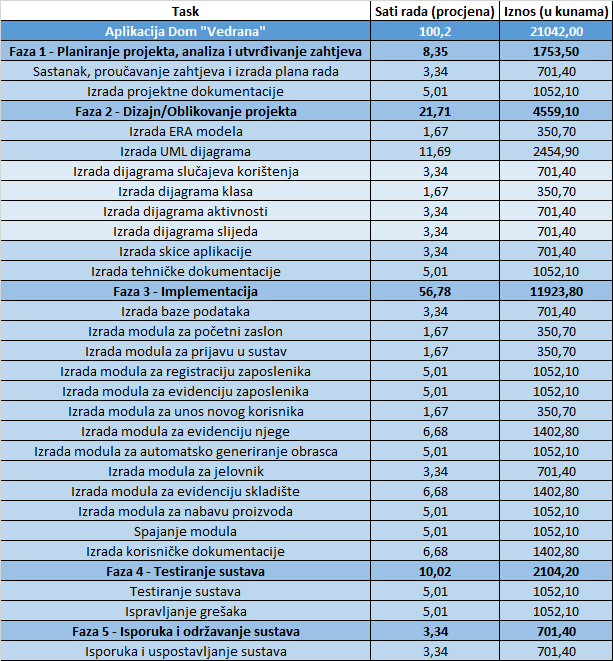 Task Sati rada (procjena) Iznos (u kunama)
Aplikacija Dom "Vedrana" 100,2 21042,00
Faza 1 - Planiranje projekta, analiza i utvrđivanje zahtjeva 8,35 1753,50
Sastanak, proučavanje zahtjeva i izrada plana rada 3,34 701,40
Izrada projektne dokumentacije 5,01 1052,10
Faza 2 - Dizajn/Oblikovanje projekta 21,71 4559,10
Izrada ERA modela 1,67 350,70
Izrada UML dijagrama 11,69 2454,90
Izrada dijagrama slučajeva korištenja 3,34 701,40
Izrada dijagrama klasa 1,67 350,70
Izrada dijagrama aktivnosti 3,34 701,40
Izrada dijagrama slijeda 3,34 701,40
Izrada skice aplikacije 3,34 701,40
Izrada tehničke dokumentacije 5,01 1052,10
Faza 3 - Implementacija 56,78 11923,80
Izrada baze podataka 3,34 701,40
Izrada modula za početni zaslon 1,67 350,70
Izrada modula za prijavu u sustav 1,67 350,70
Izrada modula za registraciju zaposlenika 5,01 1052,10
Izrada modula za evidenciju zaposlenika 5,01 1052,10
Izrada modula za unos novog korisnika 1,67 350,70
Izrada modula za evidenciju njege 6,68 1402,80
Izrada modula za automatsko generiranje obrasca 5,01 1052,10
Izrada modula za jelovnik 3,34 701,40
Izrada modula za evidenciju skladište 6,68 1402,80
Izrada modula za nabavu proizvoda 5,01 1052,10
Spajanje modula 5,01 1052,10
Izrada korisničke dokumentacije 6,68 1402,80
Faza 4 - Testiranje sustava 10,02 2104,20
Testiranje sustava 5,01 1052,10
Ispravljanje grešaka 5,01 1052,10
Faza 5 - Isporuka i održavanje sustava 3,34 701,40
Isporuka i uspostavljanje sustava 3,34 701,40